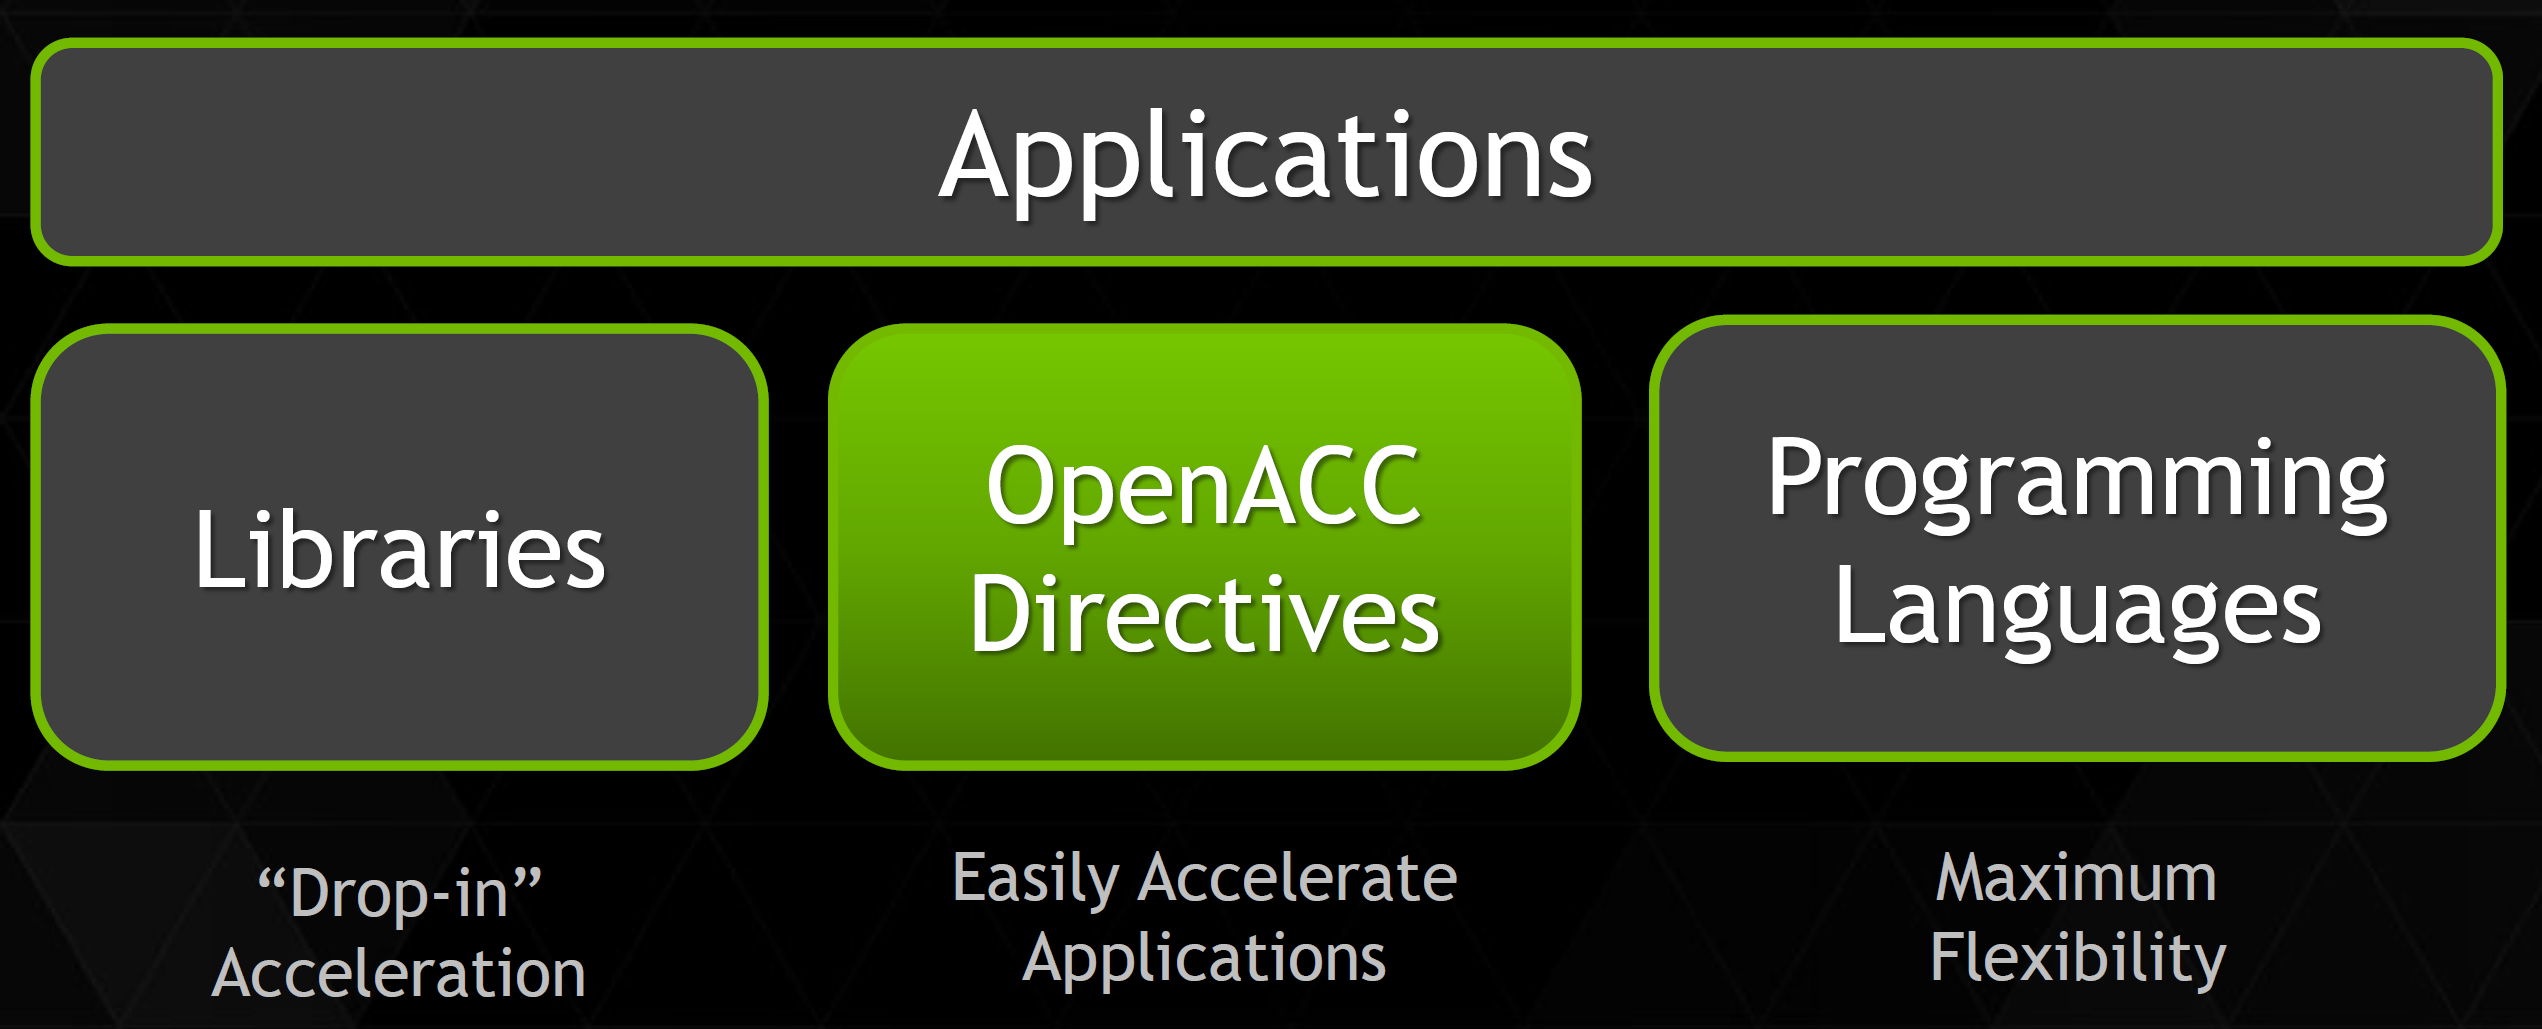 Applications
Libraries
“Drop-in”
Acceleration
OpenACC
Directives
Easily Accelerate
Applications
Programming
Languages
Maximum
Flexibility